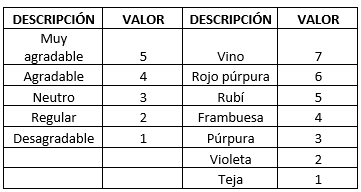 DESCRIPCIÓN VALOR DESCRIPCIÓN VALOR
Muy
agradable 5 Vino 7
Agradable 4 Rojo púrpura 6
Neutro 3 Rubí 5
Regular 2 Frambuesa 4
Desagradable 1 Púrpura 3
Violeta 2
Teja 1